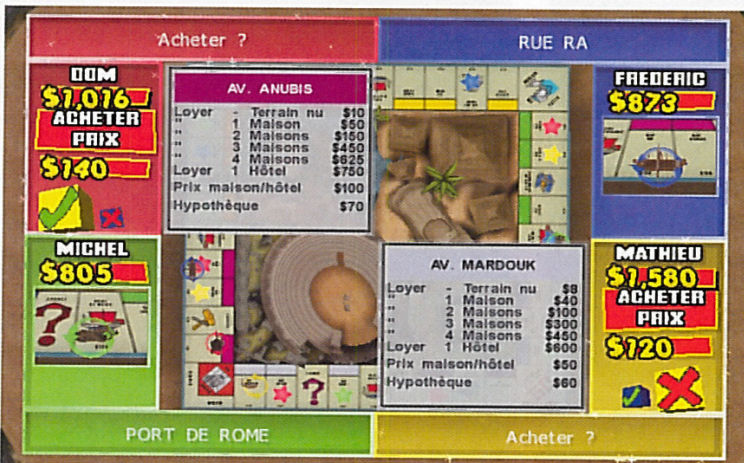 Acheter ?
RUE RA
DOM
$1,016
ACHETER
PRIX
$140
AV. ANUBIS
Loyer - Terrain nu $10
" 1 Maison $50
" 2 Maisons $150
" 3 Maisons $450
" 4 Maisons $625
Loyer 1 Hôtel $750
Prix maison/hôtel $100
Hypothèque $70
FREDERIC
$873
MICHEL
$805
AV. MARDOUK
Loyer - Terrain nu $8
" 1 Maison $40
" 2 Maisons $100
" 3 Maisons $300
" 4 Maisons $450
Loyer 1 Hôtel $600
Prix maison/hôtel $50
Hypothèque $60
MATHIEU
$1,580
ACHETER
PRIX
$120
PORT DE ROME
Acheter ?